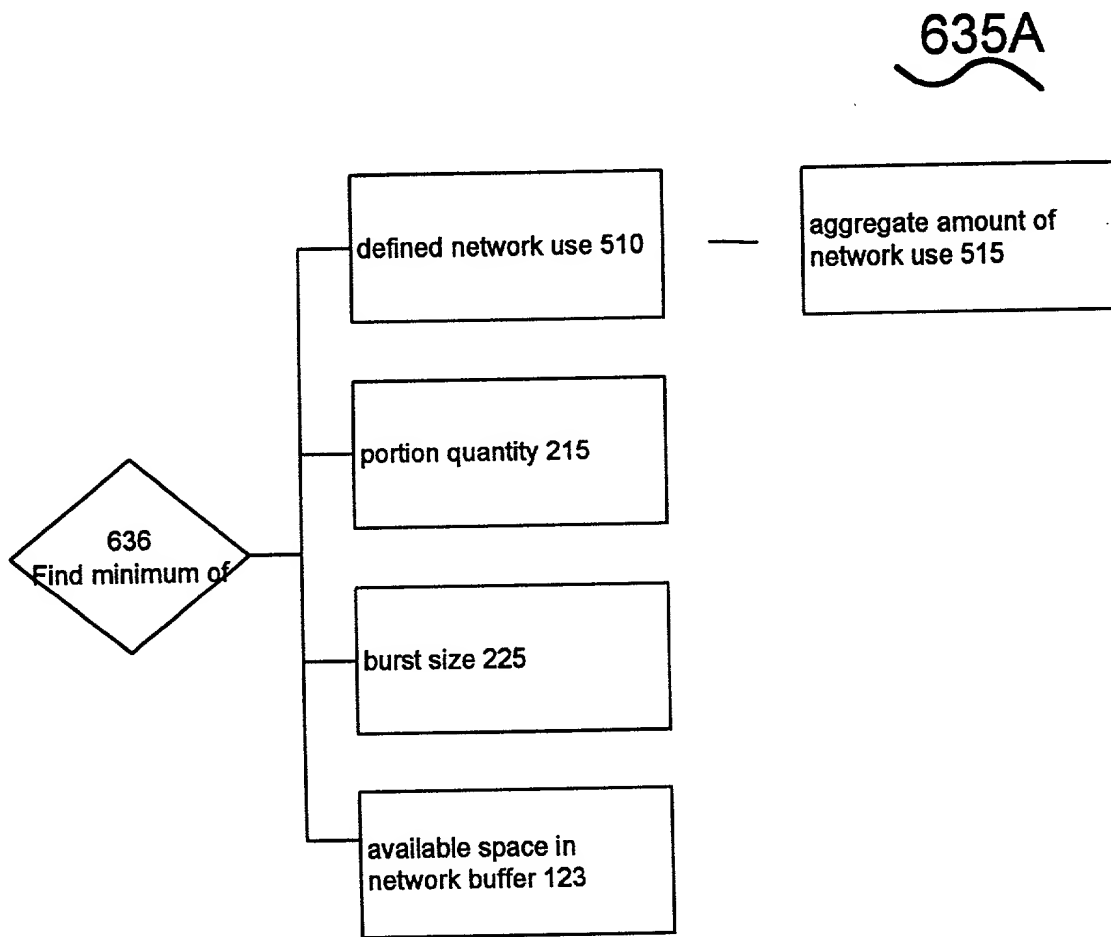 635A
defined network use 510
aggregate amount of
network use 515
portion quantity 215
636
Find minimum of
burst size 225
available space in
network buffer 123